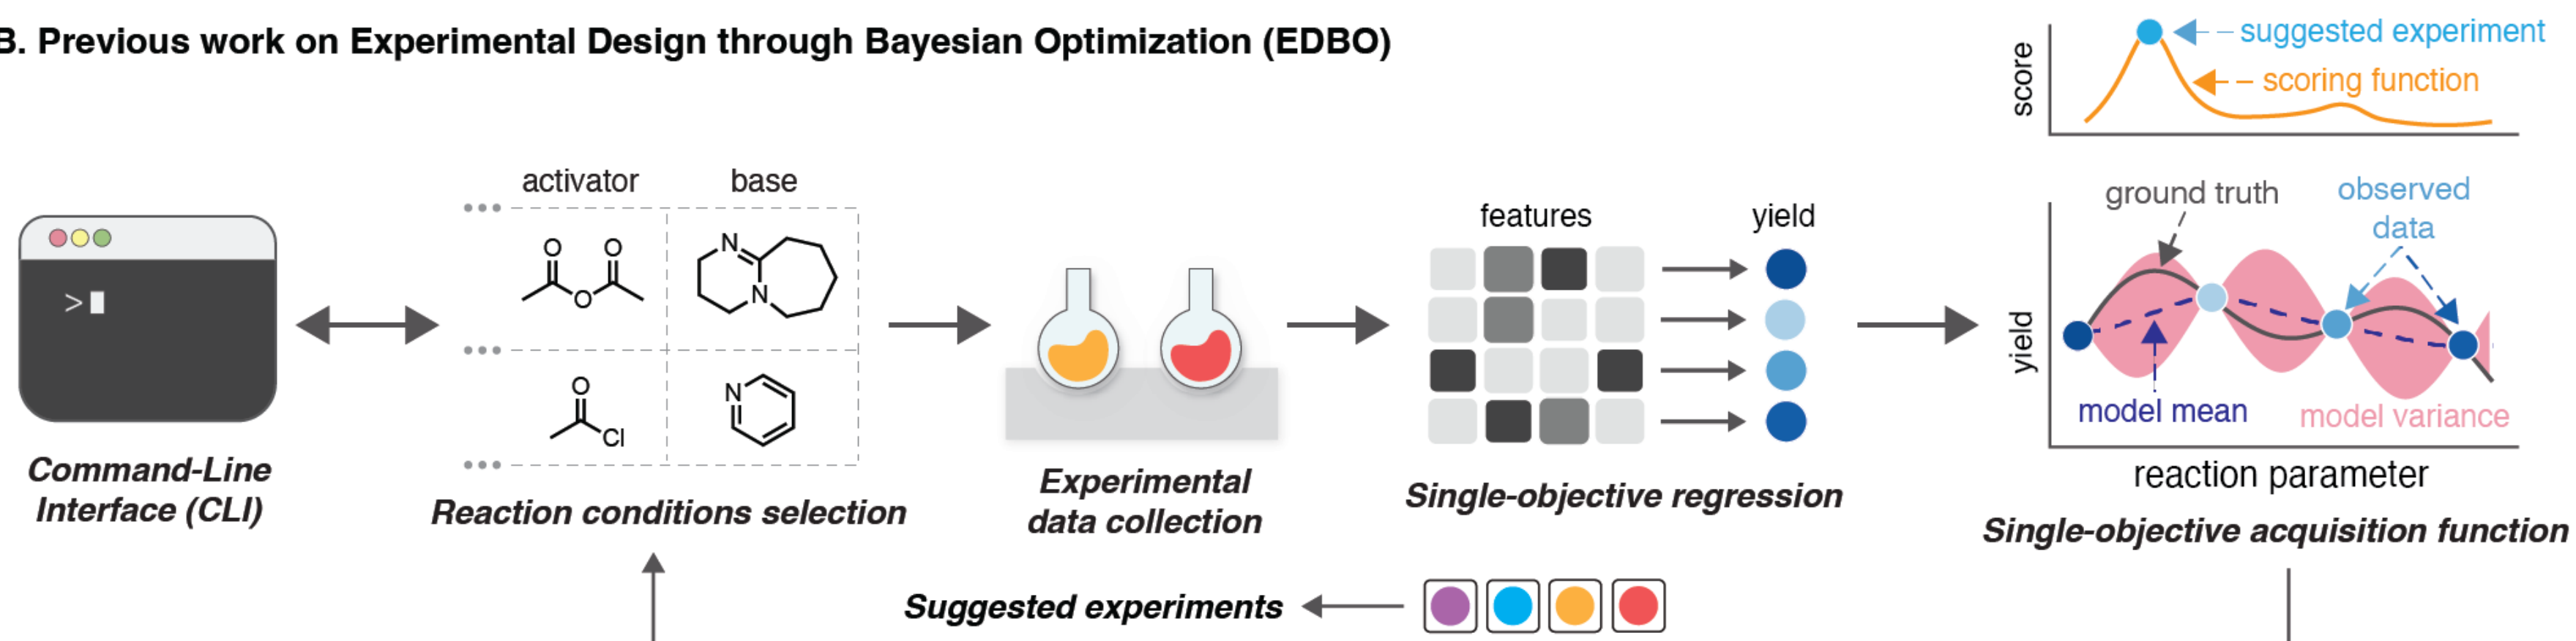 B. Previous work on Experimental Design through Bayesian Optimization (EDBO)
score
suggested experiment
scoring function
activator
base
O
O
O
N
N
O
Cl
N
>
features
yield
ground truth
observed
data
yield
model mean
model variance
reaction parameter
Command-Line
Interface (CLI)
Reaction conditions selection
Experimental
data collection
Single-objective regression
Single-objective acquisition function
Suggested experiments